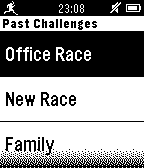 23:08
Past Challenges
Office Race
New Race
Family